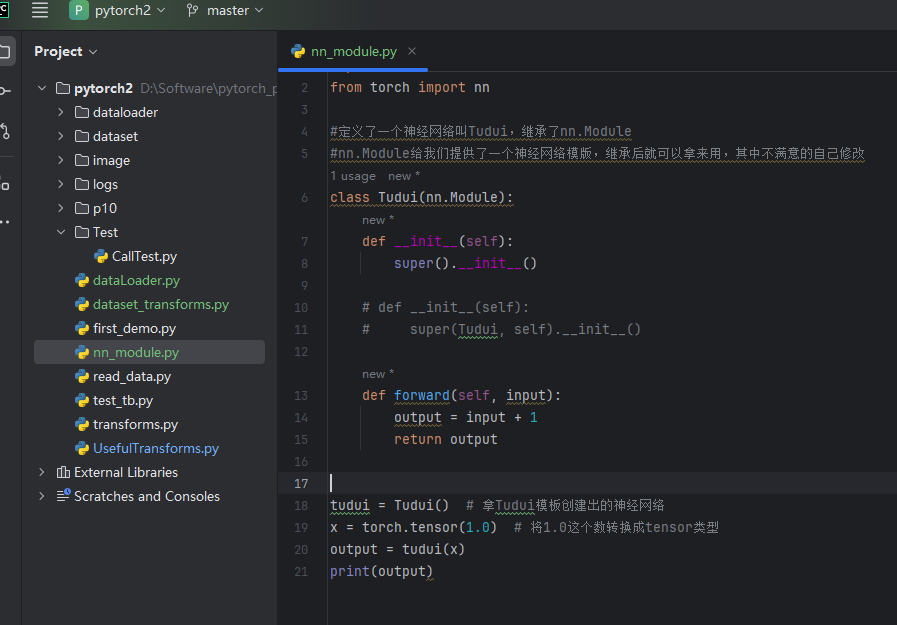 pytorch2
master
Project
nn_module.py
pytorch2 D:\Software\pytorch_p
dataloader
dataset
image
logs
p10
Test
CallTest.py
dataLoader.py
dataset_transforms.py
first_demo.py
nn_module.py
read_data.py
test_tb.py
transforms.py
UsefulTransforms.py
External Libraries
Scratches and Consoles
2 from torch import nn
3
4 #定义了一个神经网络叫Tudui，继承了nn.Module
5 #nn.Module给我们提供了一个神经网络模版，继承后就可以拿来用，其中不满意的自己修改
1 usage new *
6 class Tudui(nn.Module):
new *
7 def __init__(self):
8 super().__init__()
9
10 # def __init__(self):
11 # super(Tudui, self).__init__()
12
new *
13 def forward(self, input):
14 output = input + 1
15 return output
16
17
18 tudui = Tudui() # 拿Tudui模板创建出的神经网络
19 x = torch.tensor(1.0) # 将1.0这个数转换成tensor类型
20 output = tudui(x)
21 print(output)